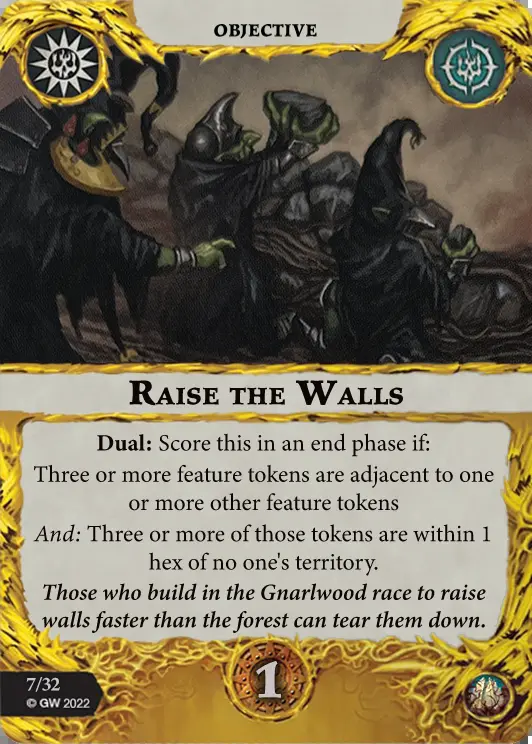 OBJECTIVE
RAISE THE WALLS
Dual: Score this in an end phase if:
Three or more feature tokens are adjacent to one
or more other feature tokens
And: Three or more of those tokens are within 1
hex of no one's territory.
Those who build in the Gnarlwood race to raise
walls faster than the forest can tear them down.
1
7/32
© GW 2022